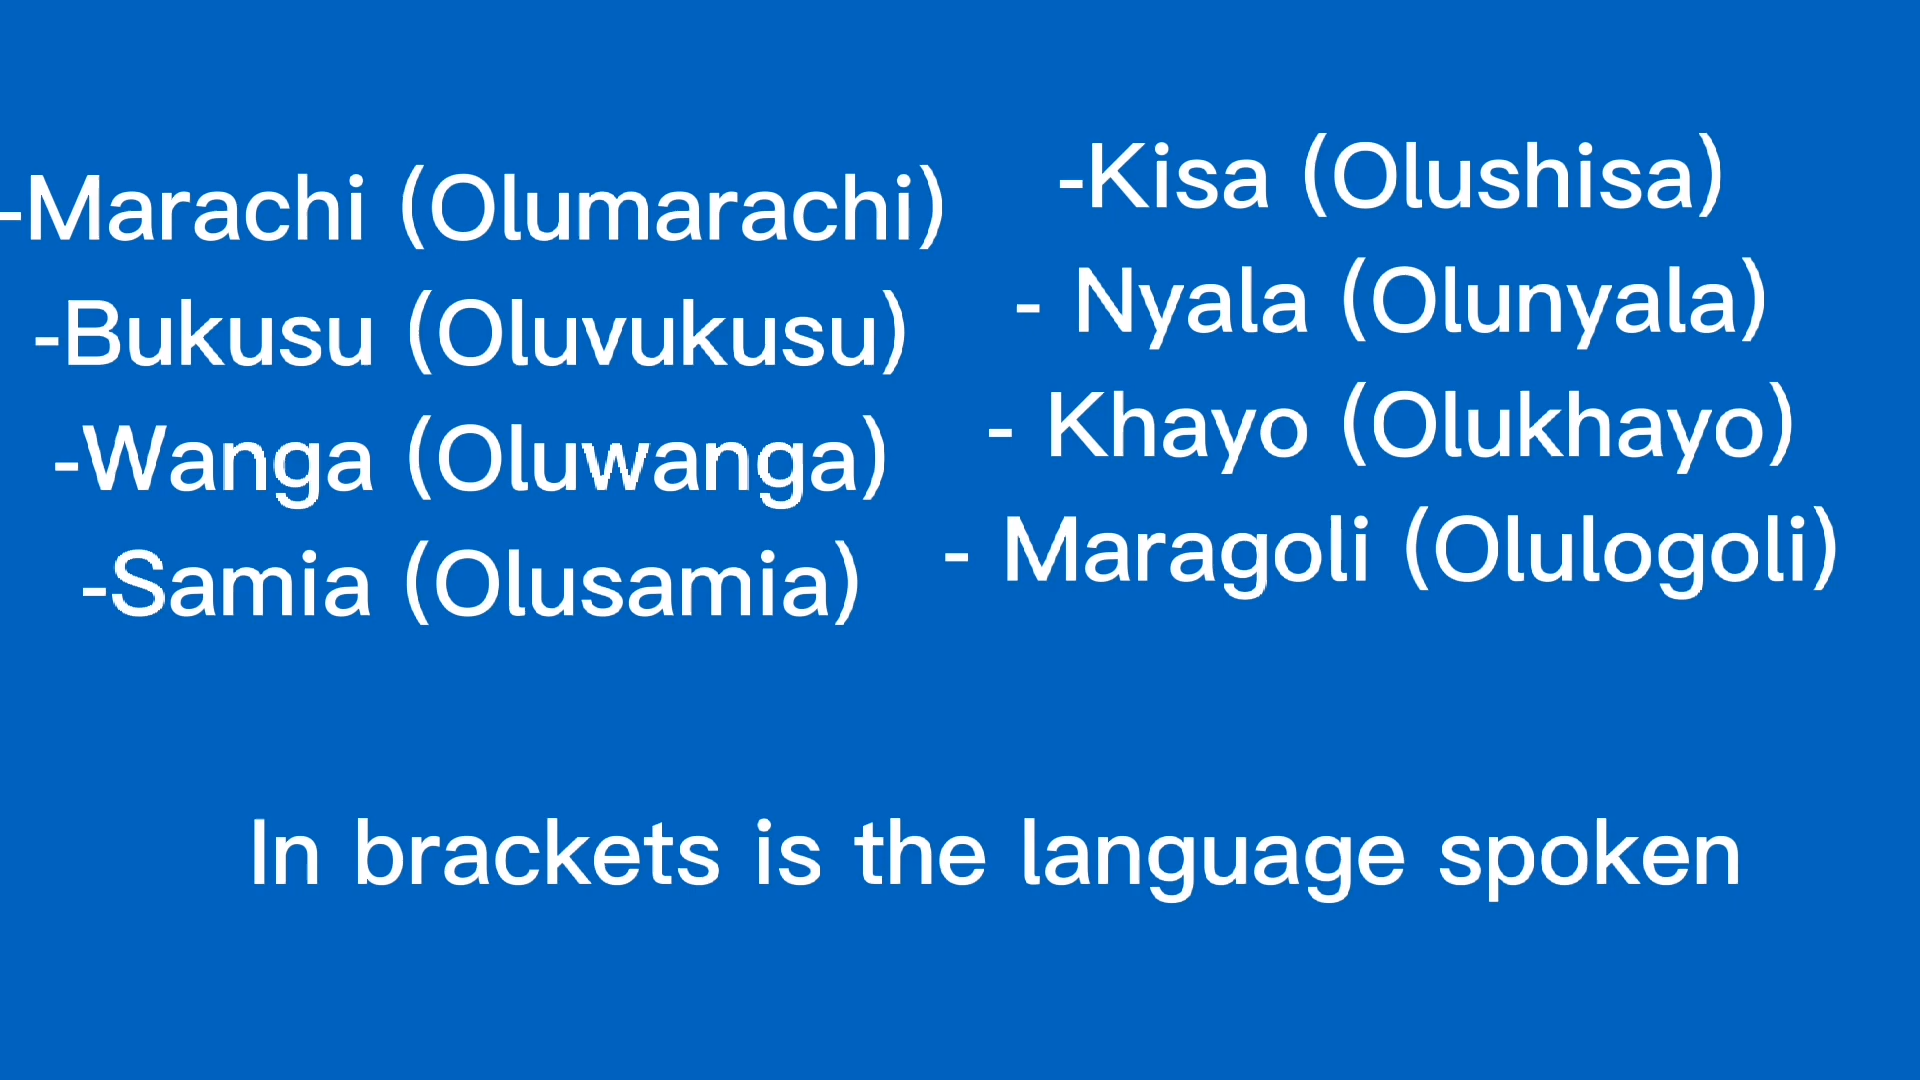 -Marachi (Olumarachi)
-Bukusu (Oluvukusu)
-Wanga (Oluwanga)
-Samia (Olusamia)
-Kisa (Olushisa)
- Nyala (Olunyala)
- Khayo (Olukhayo)
- Maragoli (Olulogoli)
In brackets is the language spoken